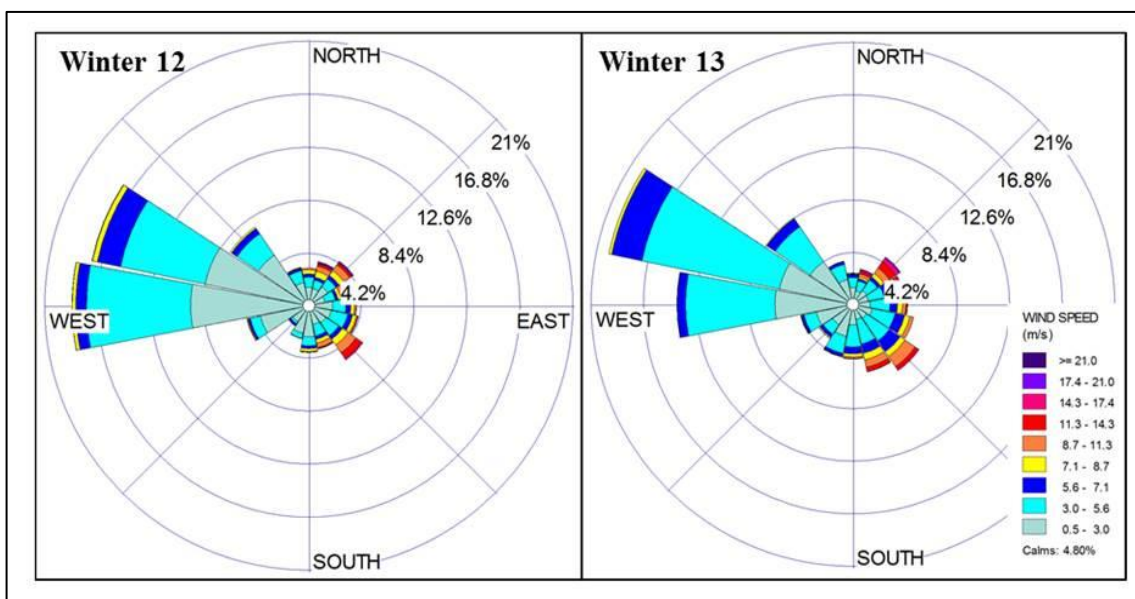 Winter 12
NORTH
21%
16.8%
12.6%
8.4%
4.2%
WEST
EAST
SOUTH
Winter 13
NORTH
21%
16.8%
12.6%
8.4%
4.2%
WEST
EAST
SOUTH
WIND SPEED
(m/s)
>= 21.0
17.4 - 21.0
14.3 - 17.4
11.3 - 14.3
8.7 - 11.3
7.1 - 8.7
5.6 - 7.1
3.0 - 5.6
0.5 - 3.0
Calms: 4.80%